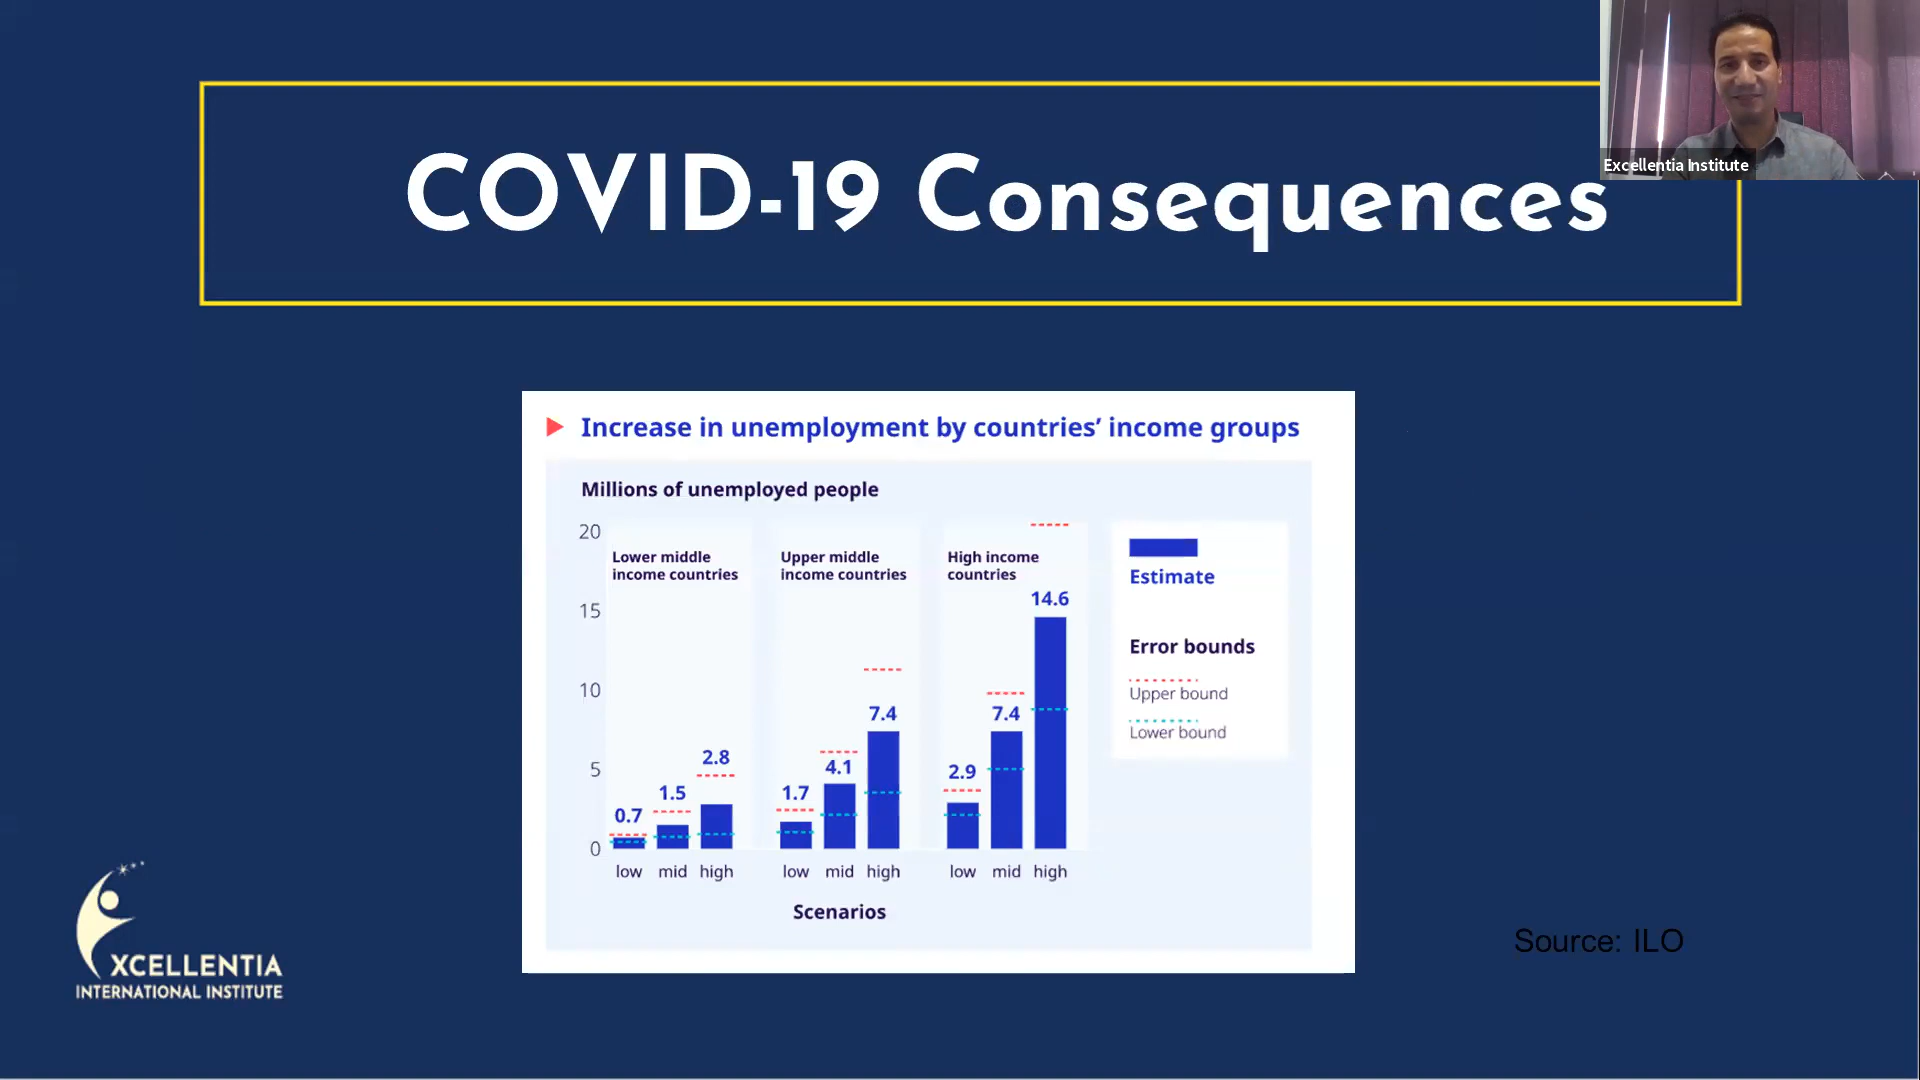 Excellentia Institute
COVID-19 Consequences
Increase in unemployment by countries’ income groups
Millions of unemployed people
20
15
10
5
0
Lower middle
income countries
0.7
1.5
2.8
low mid high
Upper middle
income countries
1.7
4.1
7.4
low mid high
High income
countries
2.9
7.4
14.6
low mid high
Scenarios
Estimate
Error bounds
Upper bound
Lower bound
XCELLENTIA
INTERNATIONAL INSTITUTE
Source: ILO